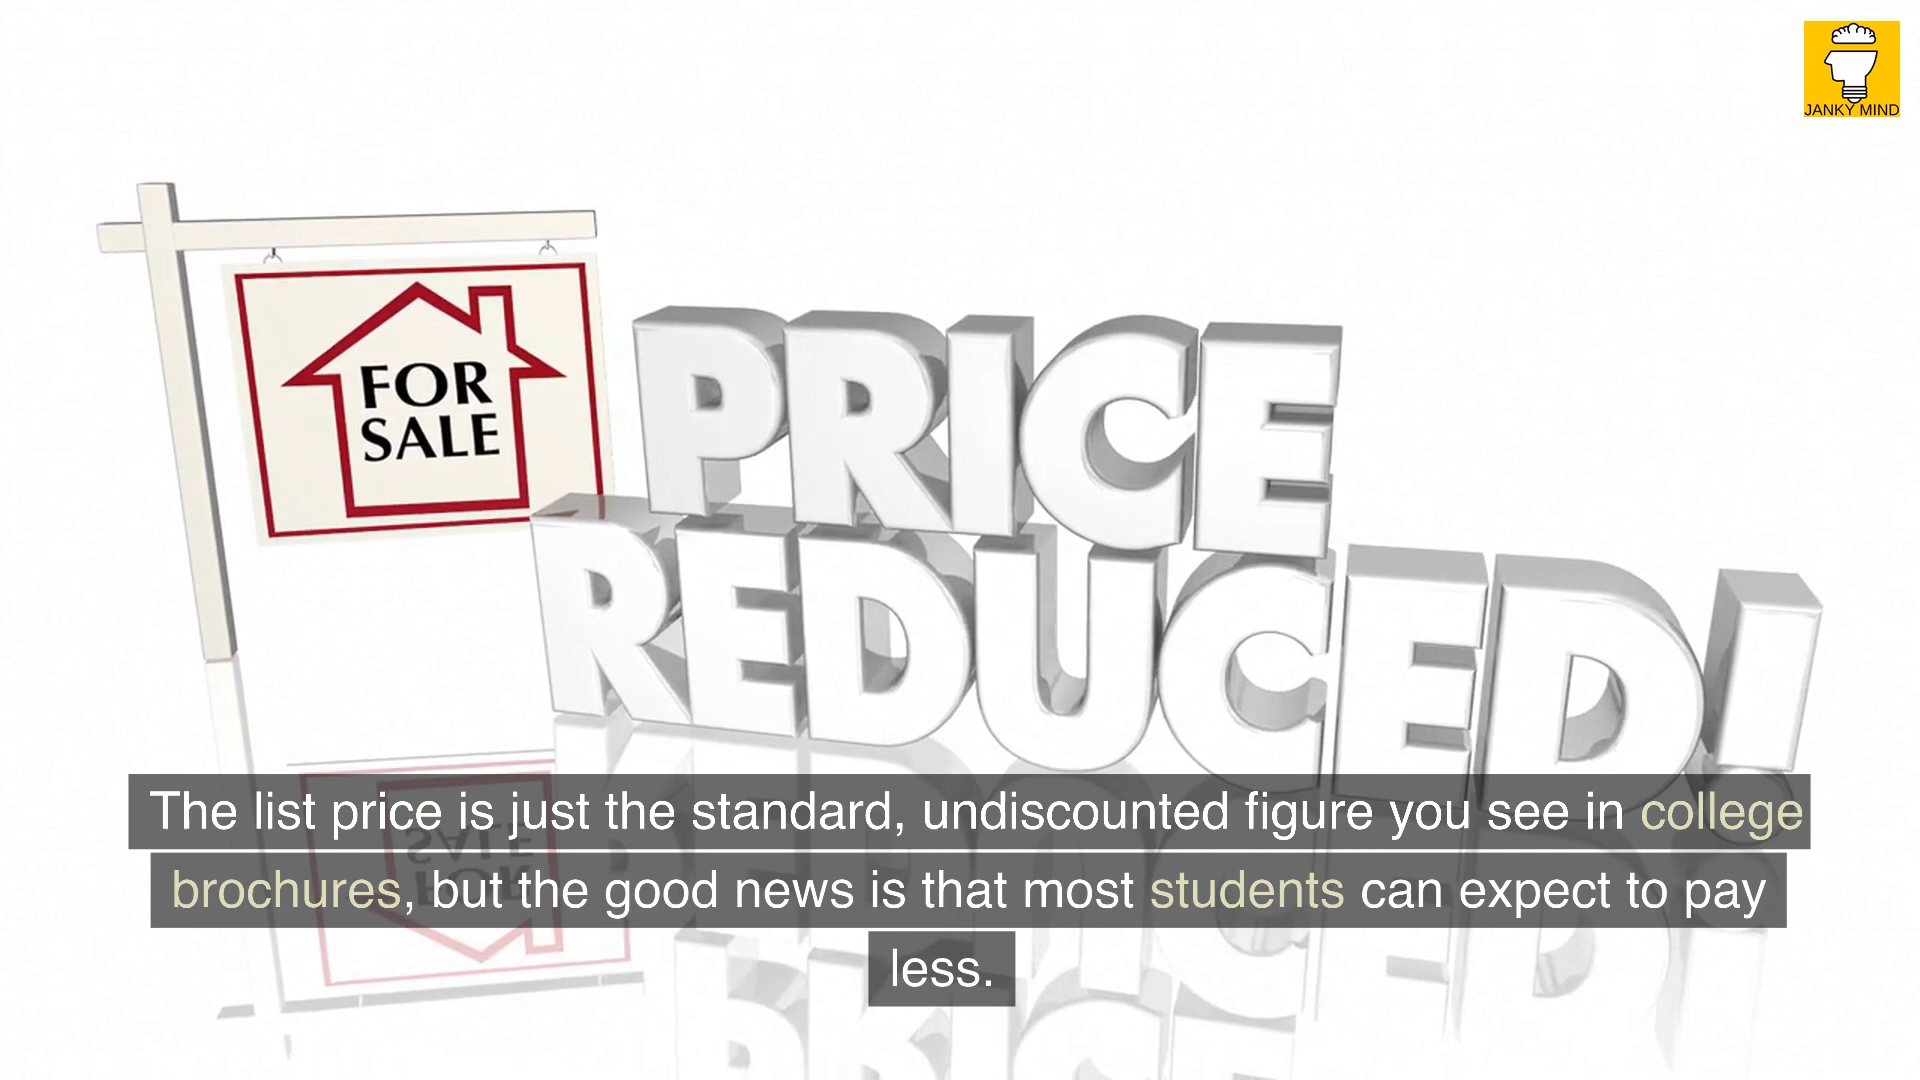 JANKY MIND
FOR
SALE
PRICE
REDUCED!
The list price is just the standard, undiscounted figure you see in college
brochures, but the good news is that most students can expect to pay
less.